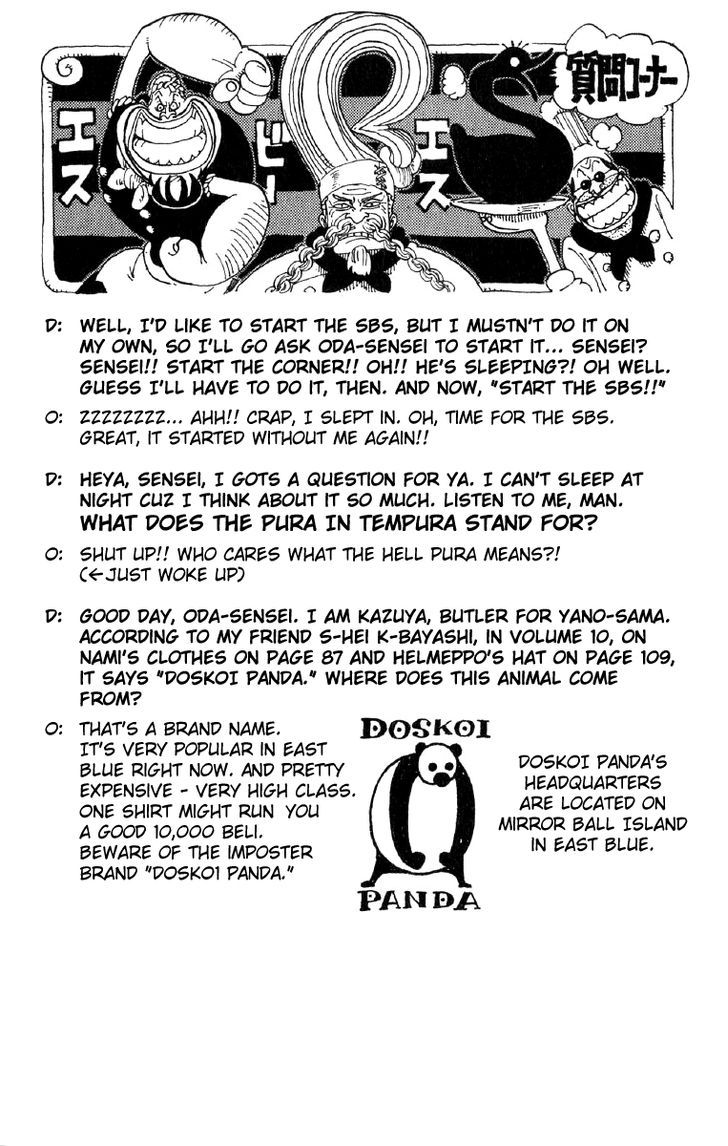 エス
ビー
エス
質問コーナー
D: WELL, I'D LIKE TO START THE SBS, BUT I MUSTN'T DO IT ON
MY OWN, SO I'LL GO ASK ODA-SENSEI TO START IT... SENSEI?
SENSEI!! START THE CORNER!! OH!! HE'S SLEEPING?! OH WELL.
GUESS I'LL HAVE TO DO IT, THEN. AND NOW, "START THE SBS!!"
O: ZZZZZZZZ... AHH!! CRAP, I SLEPT IN. OH, TIME FOR THE SBS.
GREAT, IT STARTED WITHOUT ME AGAIN!!
D: HEYA, SENSEI, I GOTS A QUESTION FOR YA. I CAN'T SLEEP AT
NIGHT CUZ I THINK ABOUT IT SO MUCH. LISTEN TO ME, MAN.
WHAT DOES THE PURA IN TEMPURA STAND FOR?
O: SHUT UP!! WHO CARES WHAT THE HELL PURA MEANS?!
(←JUST WOKE UP)
D: GOOD DAY, ODA-SENSEI. I AM KAZUYA, BUTLER FOR YANO-SAMA.
ACCORDING TO MY FRIEND S-HEI K-BAYASHI, IN VOLUME 10, ON
NAMI'S CLOTHES ON PAGE 87 AND HELMEPPO'S HAT ON PAGE 109,
IT SAYS "DOSKOI PANDA." WHERE DOES THIS ANIMAL COME
FROM?
O: THAT'S A BRAND NAME.
IT'S VERY POPULAR IN EAST
BLUE RIGHT NOW. AND PRETTY
EXPENSIVE - VERY HIGH CLASS.
ONE SHIRT MIGHT RUN YOU
A GOOD 10,000 BELI.
BEWARE OF THE IMPOSTER
BRAND "DOSKO1 PANDA."
DOSKOI
PANDA
DOSKOI PANDA'S
HEADQUARTERS
ARE LOCATED ON
MIRROR BALL ISLAND
IN EAST BLUE.